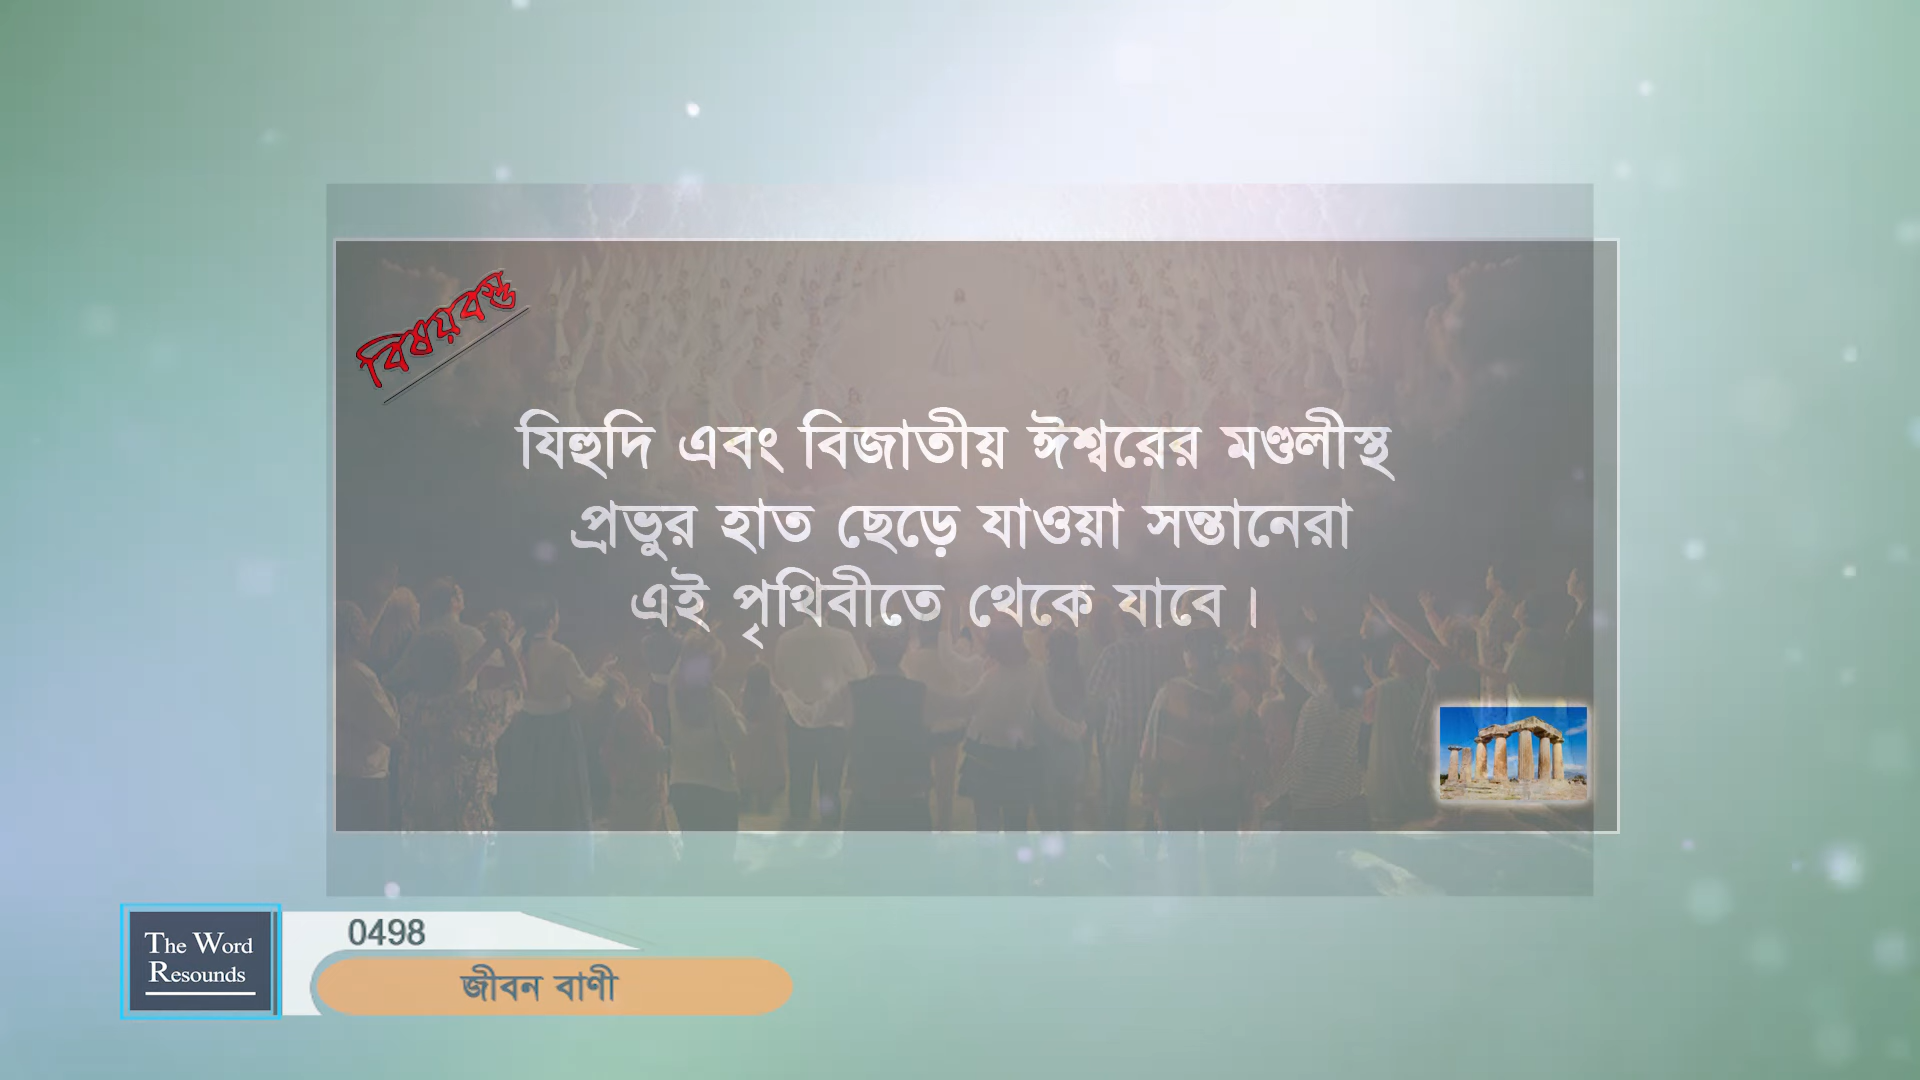 বিষয়বস্তু
যিহুদি এবং বিজাতীয় ঈশ্বরের মণ্ডলীস্থ
প্রভুর হাত ছেড়ে যাওয়া সন্তানেরা
এই পৃথিবীতে থেকে যাবে।
The Word
Resounds
0498
জীবন বাণী